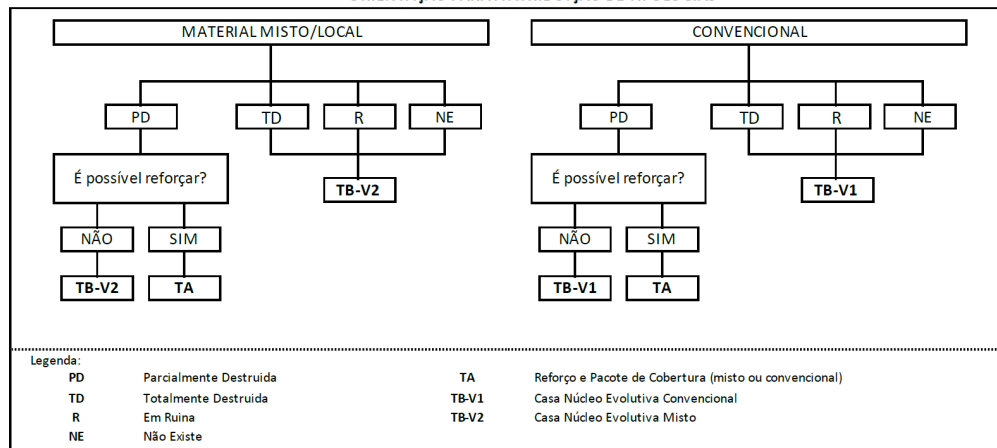 MATERIAL MISTO/LOCAL
CONVENCIONAL
PD
TD
R
NE
PD
TD
R
NE
É possível reforçar?
TB-V2
É possível reforçar?
TB-V1
NÃO
SIM
NÃO
SIM
TB-V2
TA
TB-V1
TA
Legenda:
PD Parcialmente Destruida TA Reforço e Pacote de Cobertura (misto ou convencional)
TD Totalmente Destruida TB-V1 Casa Núcleo Evolutiva Convencional
R Em Ruina TB-V2 Casa Núcleo Evolutiva Misto
NE Não Existe